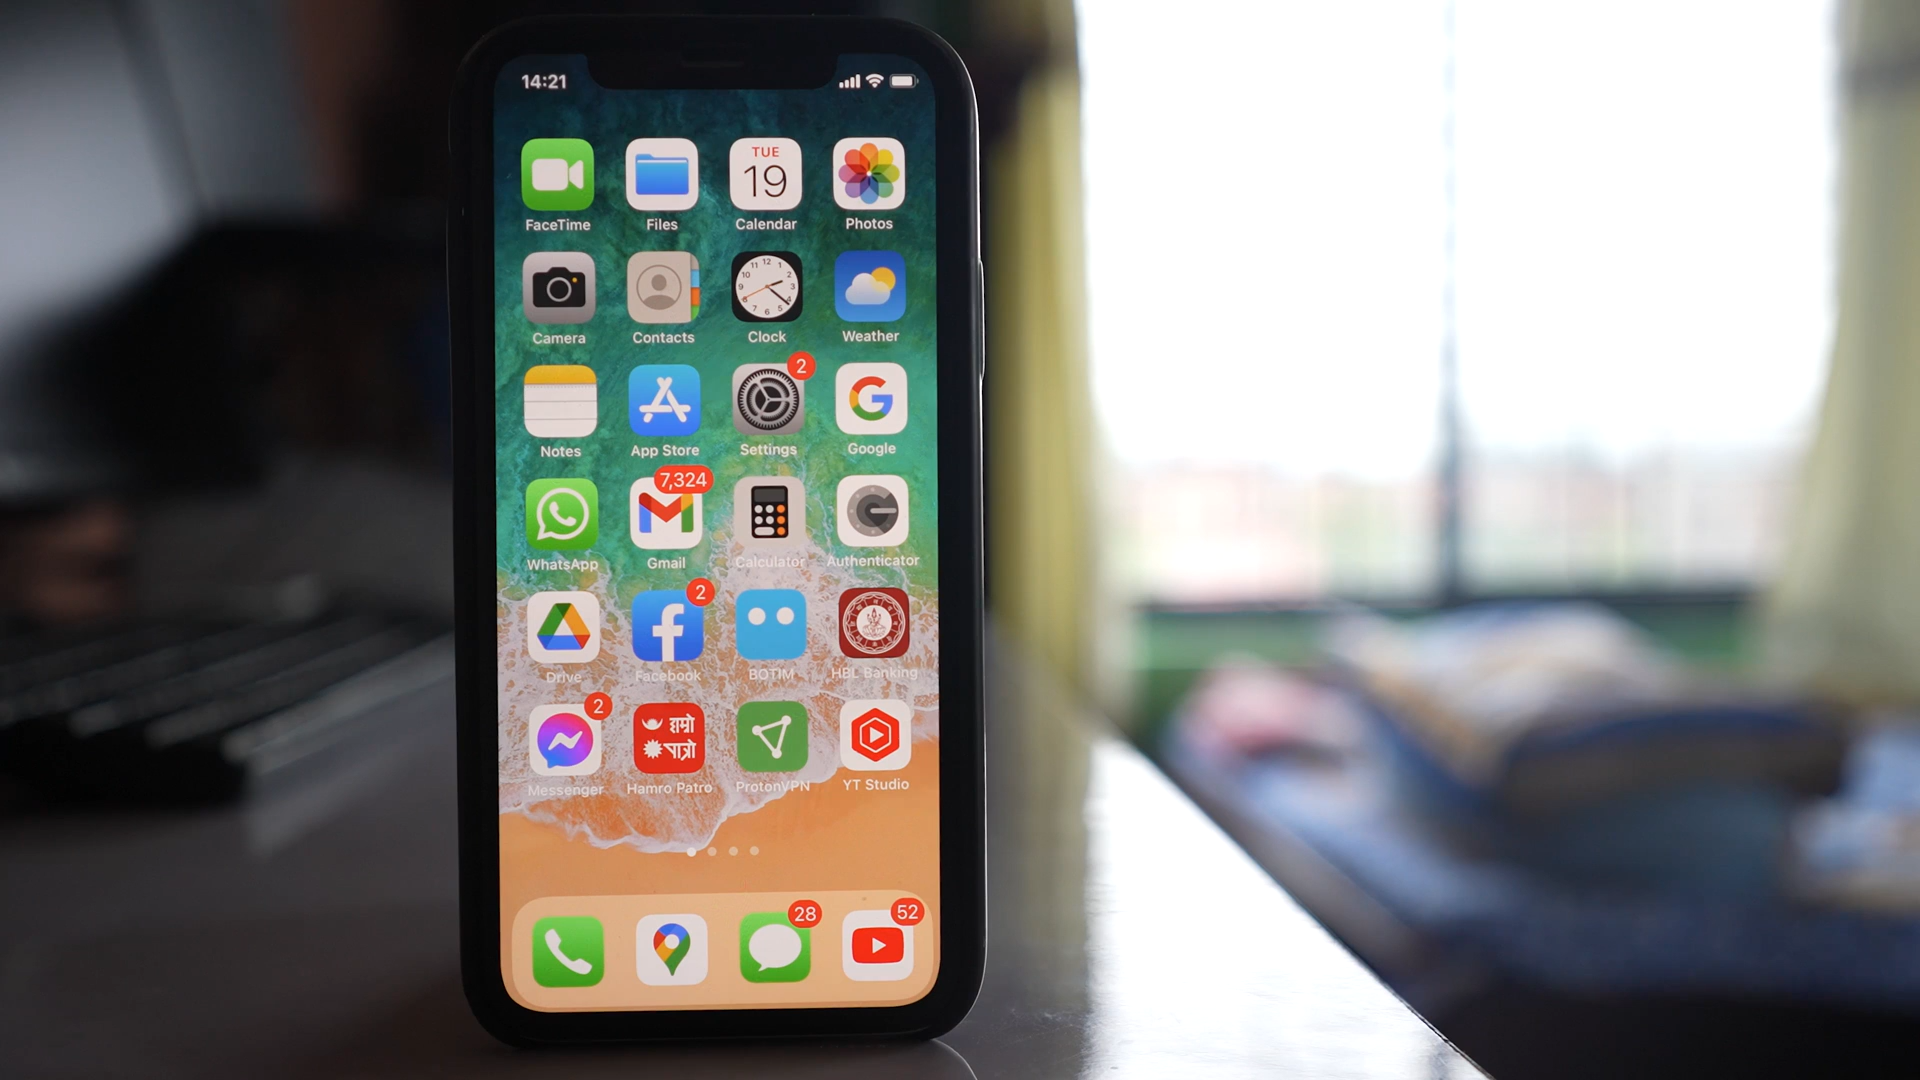 14:21
TUE
19
FaceTime Files Calendar Photos
Camera Contacts Clock Weather
2
Notes App Store Settings Google
7,324
WhatsApp Gmail Calculator Authenticator
2
Drive Facebook BOTIM HBL Banking
2
हाम्रो
पात्रो
Messenger Hamro Patro ProtonVPN YT Studio
28 52